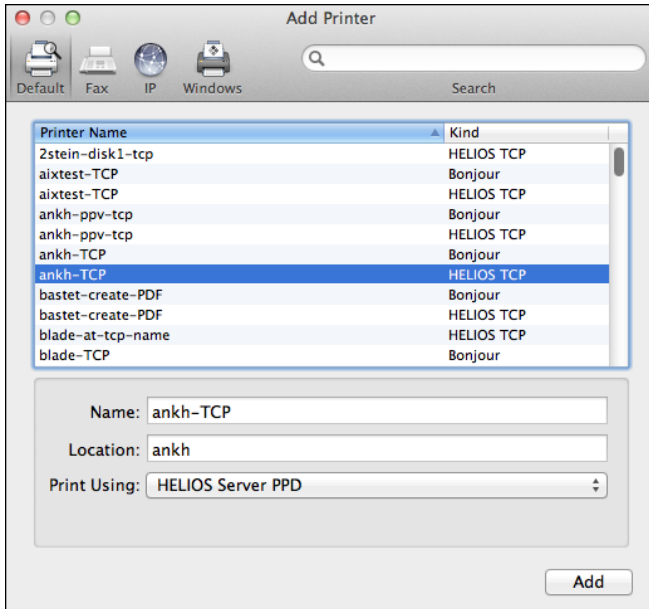 Add Printer
Default Fax IP Windows Search
Printer Name Kind
2stein-disk1-tcp HELIOS TCP
aixtest-TCP Bonjour
aixtest-TCP HELIOS TCP
ankh-ppv-tcp Bonjour
ankh-ppv-tcp HELIOS TCP
ankh-TCP Bonjour
ankh-TCP HELIOS TCP
bastet-create-PDF Bonjour
bastet-create-PDF HELIOS TCP
blade-at-tcp-name HELIOS TCP
blade-TCP Bonjour
Name: ankh-TCP
Location: ankh
Print Using: HELIOS Server PPD
Add